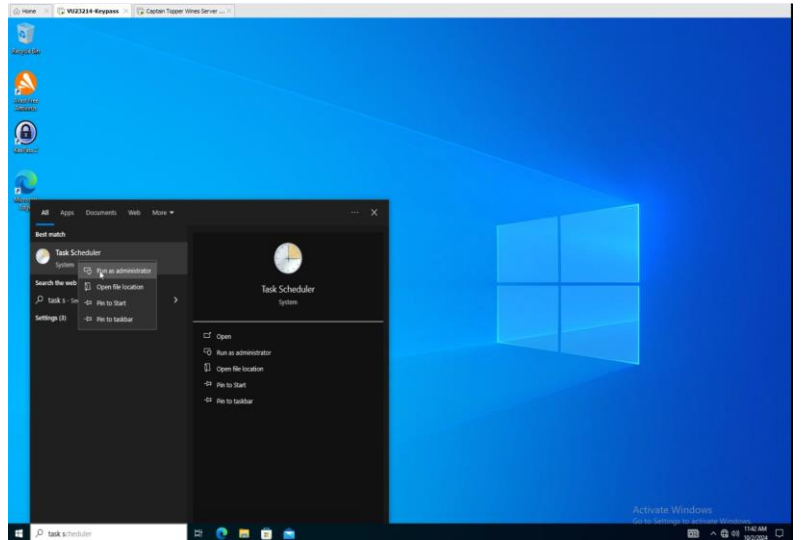 Home
VU23214-Keypass
Captain Topper Wines Server ...
Recycle Bin
All Apps Documents Web More
Best match
Task Scheduler
System
Run as administrator
Open file location
Pin to Start
Pin to taskbar
Search the web
task s - Se
Settings (3)
Task Scheduler
System
Open
Run as administrator
Open file location
Pin to Start
Pin to taskbar
Activate Windows
Go to Settings to activate Windows.
task scheduler
11:42 AM
10/2/2024